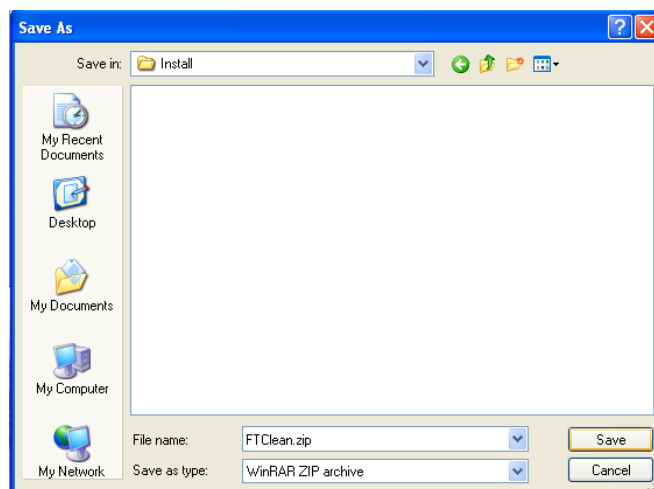 Save As
Save in: Install
My Recent
Documents
Desktop
My Documents
My Computer
My Network
File name: FTClean.zip Save
Save as type: WinRAR ZIP archive Cancel